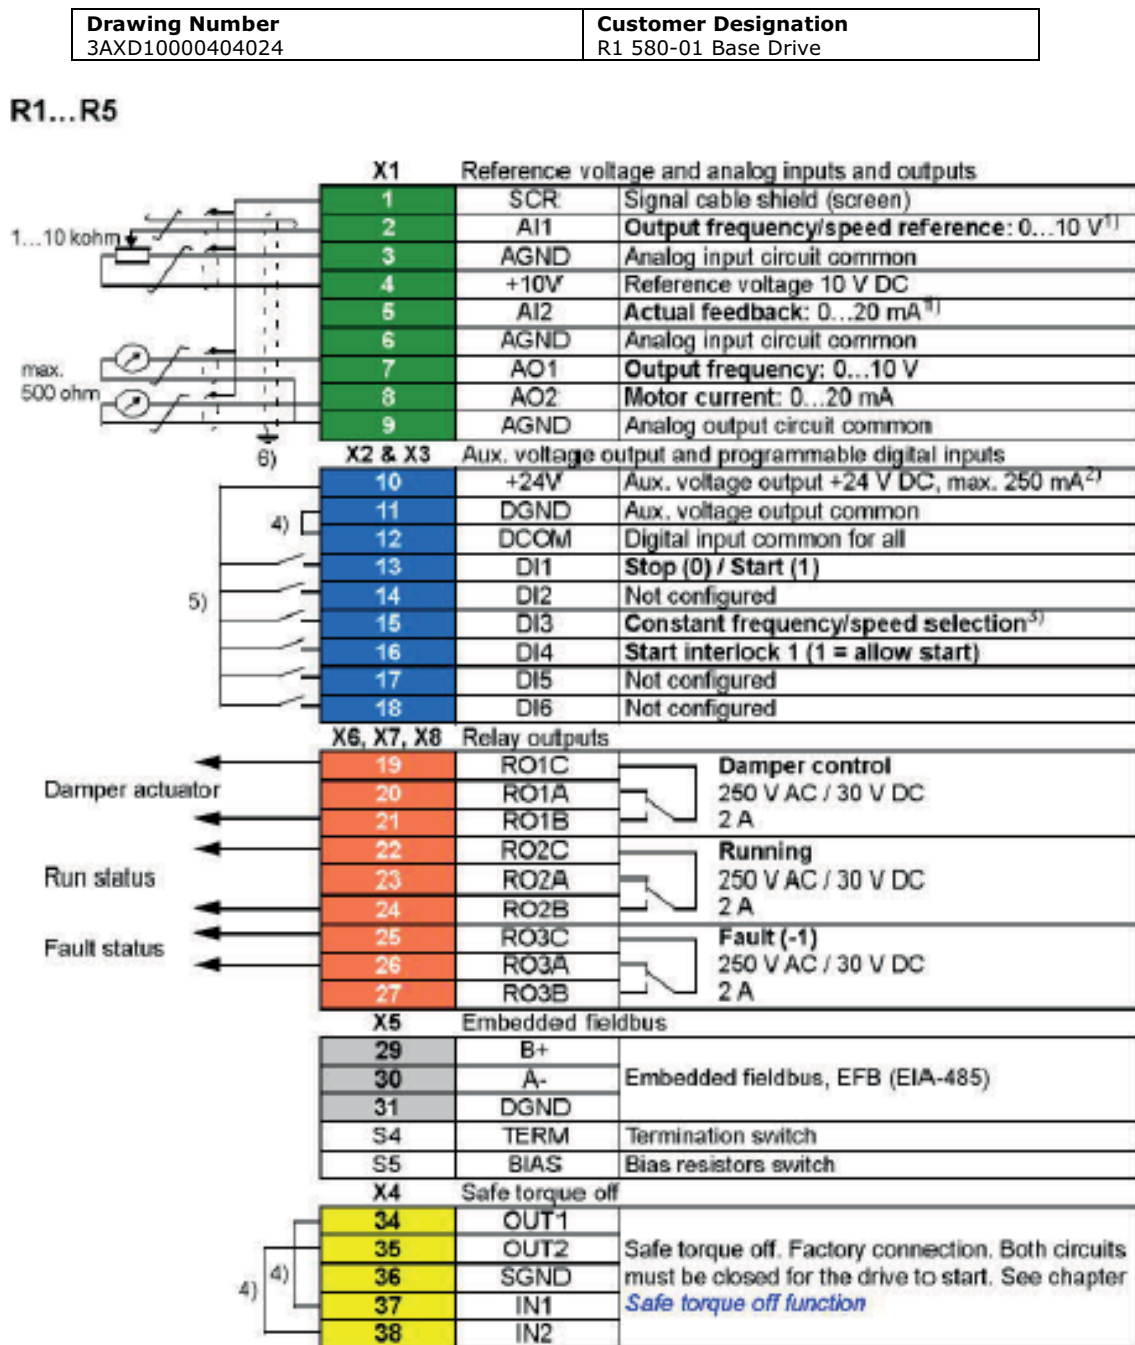 Drawing Number Customer Designation
3AXD10000404024 R1 580-01 Base Drive
R1...R5
X1 Reference voltage and analog inputs and outputs
1 SCR Signal cable shield (screen)
2 AI1 Output frequency/speed reference: 0...10 V1)
1...10 kohm
3 AGND Analog input circuit common
4 +10V Reference voltage 10 V DC
5 AI2 Actual feedback: 0...20 mA1)
6 AGND Analog input circuit common
max.
500 ohm
7 AO1 Output frequency: 0...10 V
8 AO2 Motor current: 0...20 mA
9 AGND Analog output circuit common
6)
X2 & X3 Aux. voltage output and programmable digital inputs
10 +24V Aux. voltage output +24 V DC, max. 250 mA2)
11 DGND Aux. voltage output common
4)
12 DCOM Digital input common for all
13 DI1 Stop (0) / Start (1)
5)
14 DI2 Not configured
15 DI3 Constant frequency/speed selection3)
16 DI4 Start interlock 1 (1 = allow start)
17 DI5 Not configured
18 DI6 Not configured
X6, X7, X8 Relay outputs
19 RO1C Damper control
Damper actuator 20 RO1A 250 V AC / 30 V DC
21 RO1B 2 A
22 RO2C Running
Run status 23 RO2A 250 V AC / 30 V DC
24 RO2B 2 A
25 RO3C Fault (-1)
Fault status 26 RO3A 250 V AC / 30 V DC
27 RO3B 2 A
X5 Embedded fieldbus
29 B+
30 A- Embedded fieldbus, EFB (EIA-485)
31 DGND
S4 TERM Termination switch
S5 BIAS Bias resistors switch
X4 Safe torque off
34 OUT1
35 OUT2 Safe torque off. Factory connection. Both circuits
4) 4) 36 SGND must be closed for the drive to start. See chapter
37 IN1 Safe torque off function
38 IN2